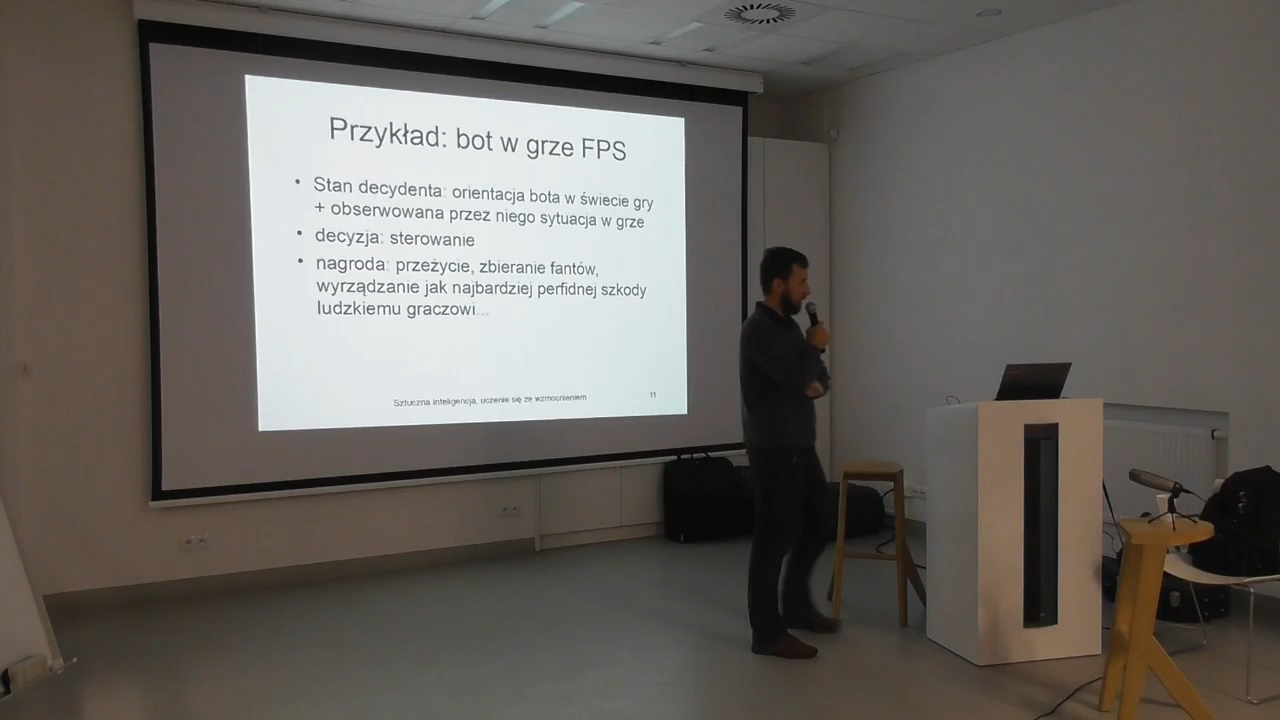 Przykład: bot w grze FPS
• Stan decydenta: orientacja bota w świecie gry
+ obserwowana przez niego sytuacja w grze
• decyzja: sterowanie
• nagroda: przeżycie, zbieranie fantów,
wyrządzanie jak najbardziej perfidnej szkody
ludzkiemu graczowi...
Sztuczna inteligencja, uczenie się ze wzmocnieniem
11